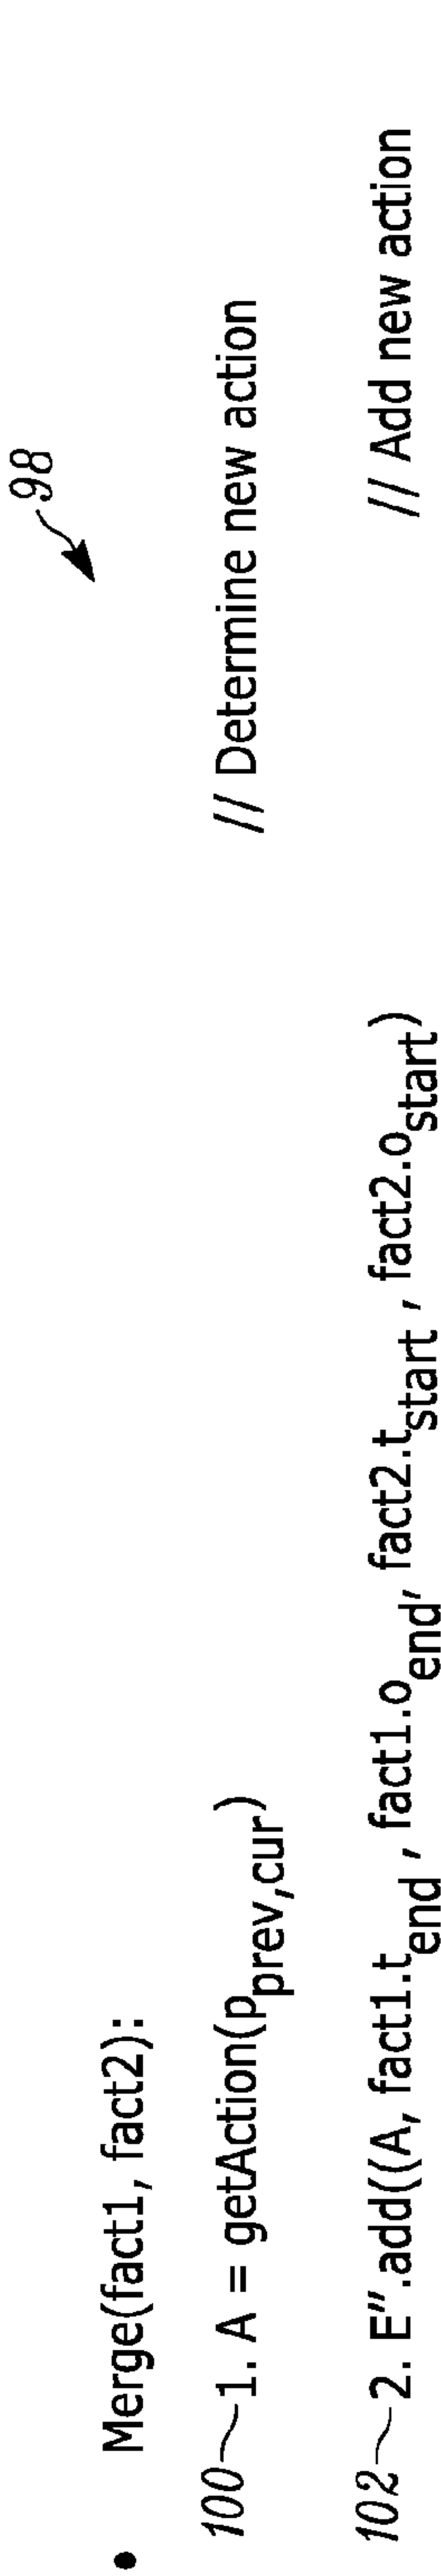 98
• Merge(fact1, fact2):
100 1. A = getAction(pprev,cur) // Determine new action
102 2. E″.add((A, fact1.tend , fact1.oend, fact2.tstart , fact2.ostart) // Add new action